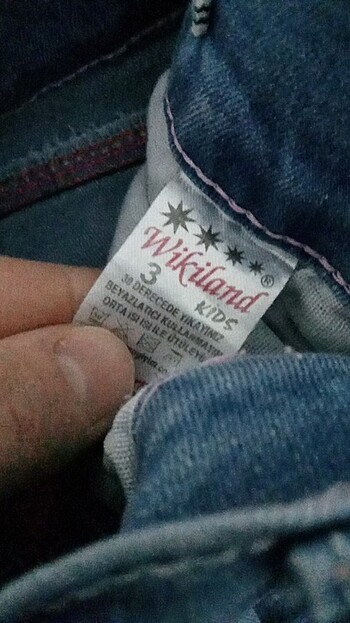 Wikiland®
3 KIDS
30 DERECEDE YIKAYINIZ
BEYAZLATICI KULLANMAYINIZ
ORTA ISI İLE ÜTÜLEYİ